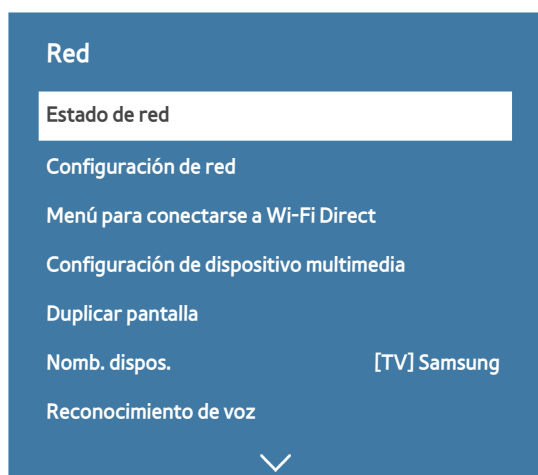 Red
Estado de red
Configuración de red
Menú para conectarse a Wi-Fi Direct
Configuración de dispositivo multimedia
Duplicar pantalla
Nomb. dispos. [TV] Samsung
Reconocimiento de voz